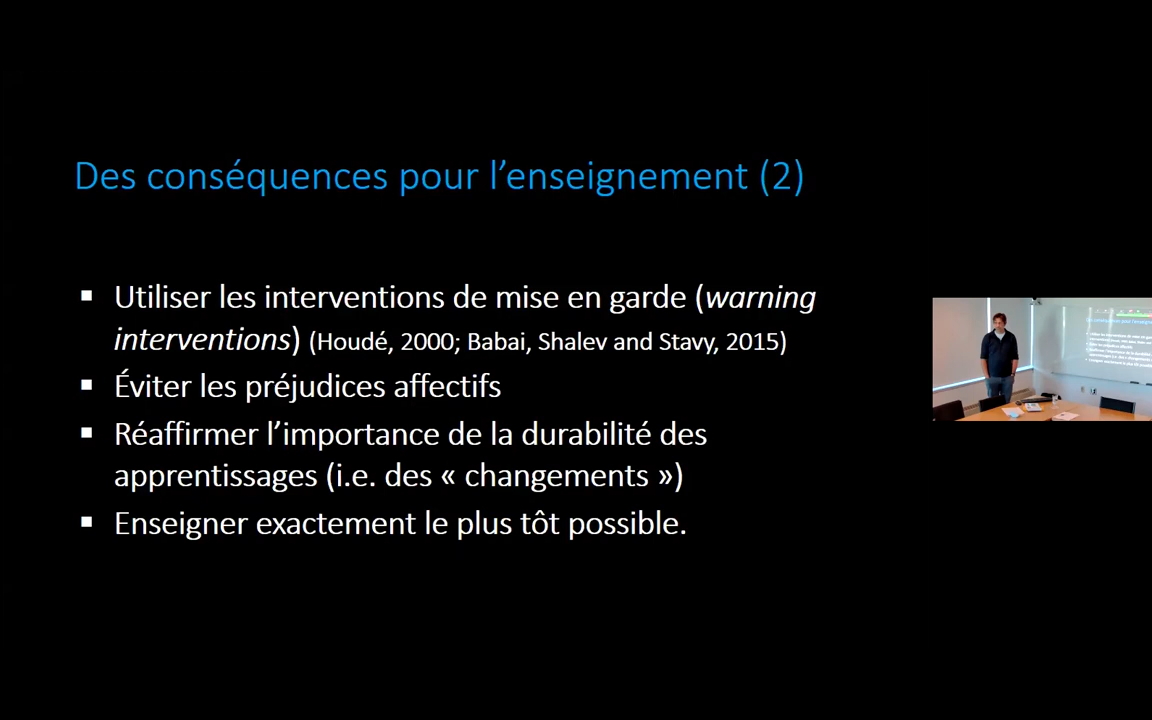 Des conséquences pour l’enseignement (2)
▪ Utiliser les interventions de mise en garde (warning
interventions) (Houdé, 2000; Babai, Shalev and Stavy, 2015)
▪ Éviter les préjudices affectifs
▪ Réaffirmer l’importance de la durabilité des
apprentissages (i.e. des « changements »)
▪ Enseigner exactement le plus tôt possible.